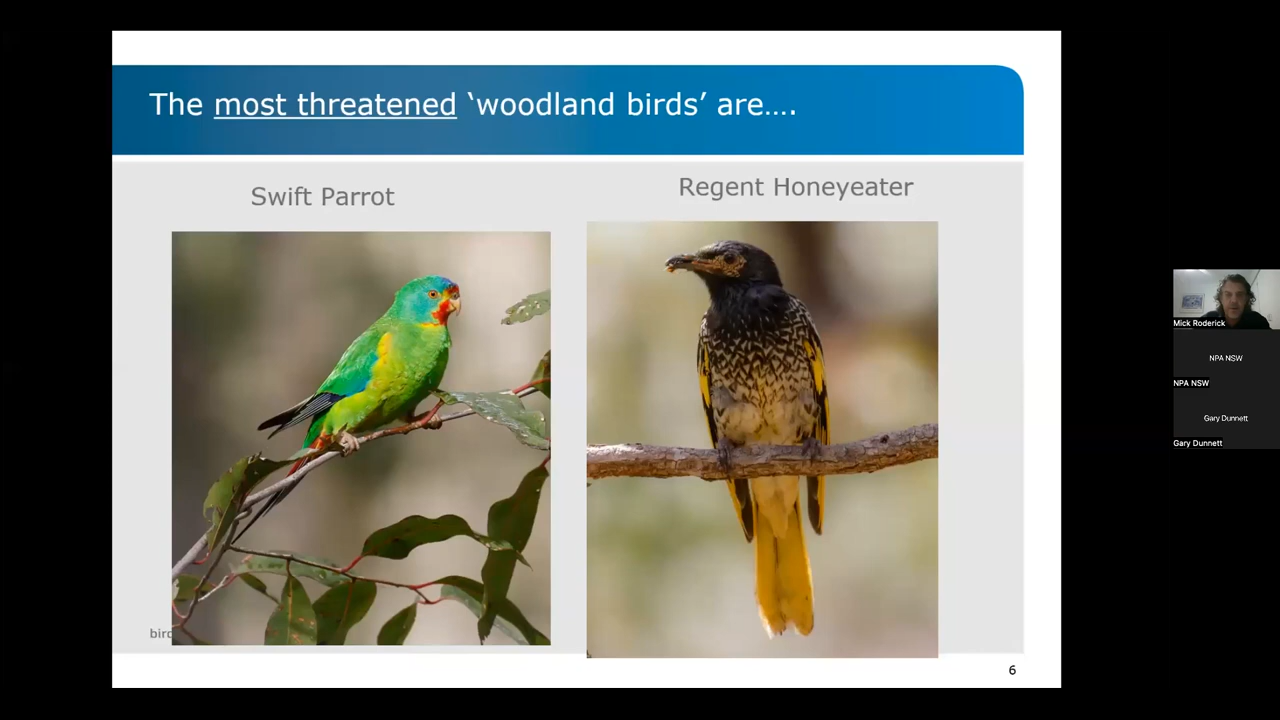 The most threatened ‘woodland birds’ are….
Swift Parrot
Regent Honeyeater
bird
6
Mick Roderick
NPA NSW
NPA NSW
Gary Dunnett
Gary Dunnett